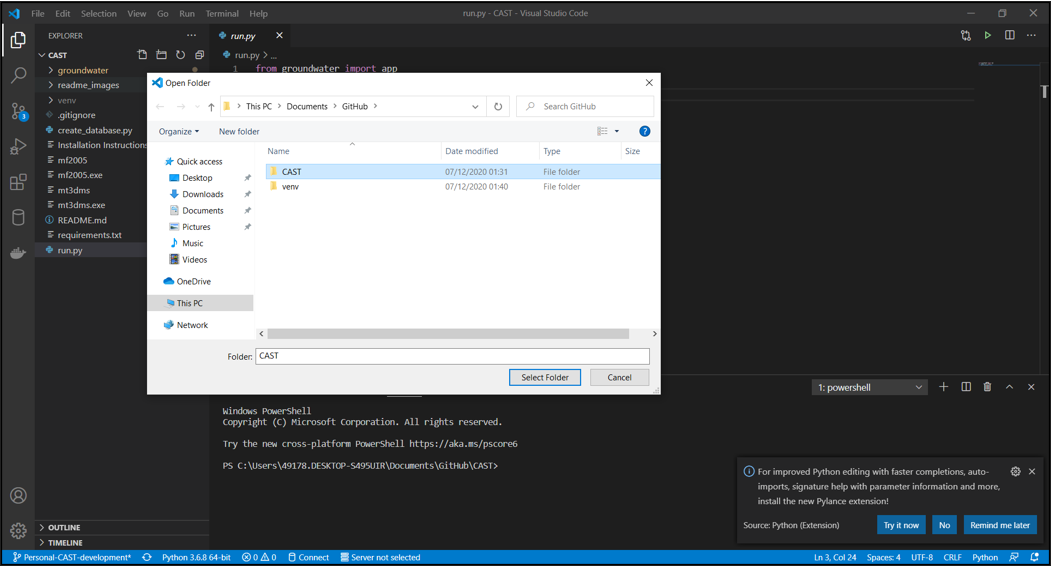 File Edit Selection View Go Run Terminal Help
run.py - CAST - Visual Studio Code
EXPLORER
CAST
groundwater
readme_images
venv
.gitignore
create_database.py
Installation Instructions
mf2005
mf2005.exe
mt3dms
mt3dms.exe
README.md
requirements.txt
run.py
OUTLINE
TIMELINE
3
run.py
run.py > ...
1 from groundwater import app
Open Folder
This PC > Documents > GitHub >
Search GitHub
Organize New folder
Quick access
Desktop
Downloads
Documents
Pictures
Music
Videos
OneDrive
This PC
Network
Name Date modified Type Size
CAST 07/12/2020 01:31 File folder
venv 07/12/2020 01:40 File folder
Folder: CAST
Select Folder Cancel
1: powershell
Windows PowerShell
Copyright (C) Microsoft Corporation. All rights reserved.
Try the new cross-platform PowerShell https://aka.ms/pscore6
PS C:\Users\49178.DESKTOP-S495UIR\Documents\GitHub\CAST>
For improved Python editing with faster completions, auto-
imports, signature help with parameter information and more,
install the new Pylance extension!
Source: Python (Extension)
Try it now No Remind me later
Personal-CAST-development* Python 3.6.8 64-bit 0 0 Connect Server not selected
Ln 3, Col 24 Spaces: 4 UTF-8 CRLF Python